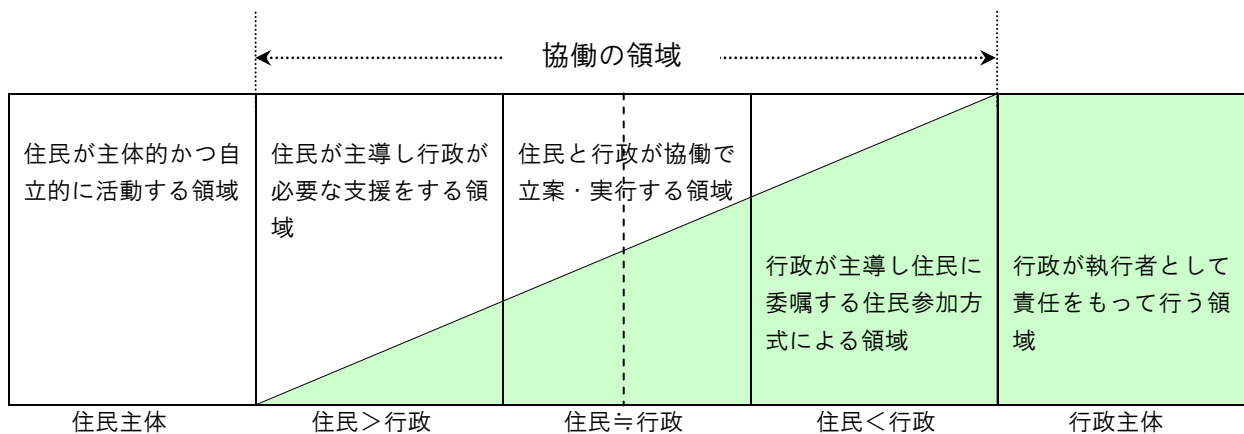 協働の領域
住民が主体的かつ自
立的に活動する領域
住民が主導し行政が
必要な支援をする領
域
住民と行政が協働で
立案・実行する領域
行政が主導し住民に
委嘱する住民参加方
式による領域
行政が執行者として
責任をもって行う領
域
住民主体
住民＞行政
住民≒行政
住民＜行政
行政主体